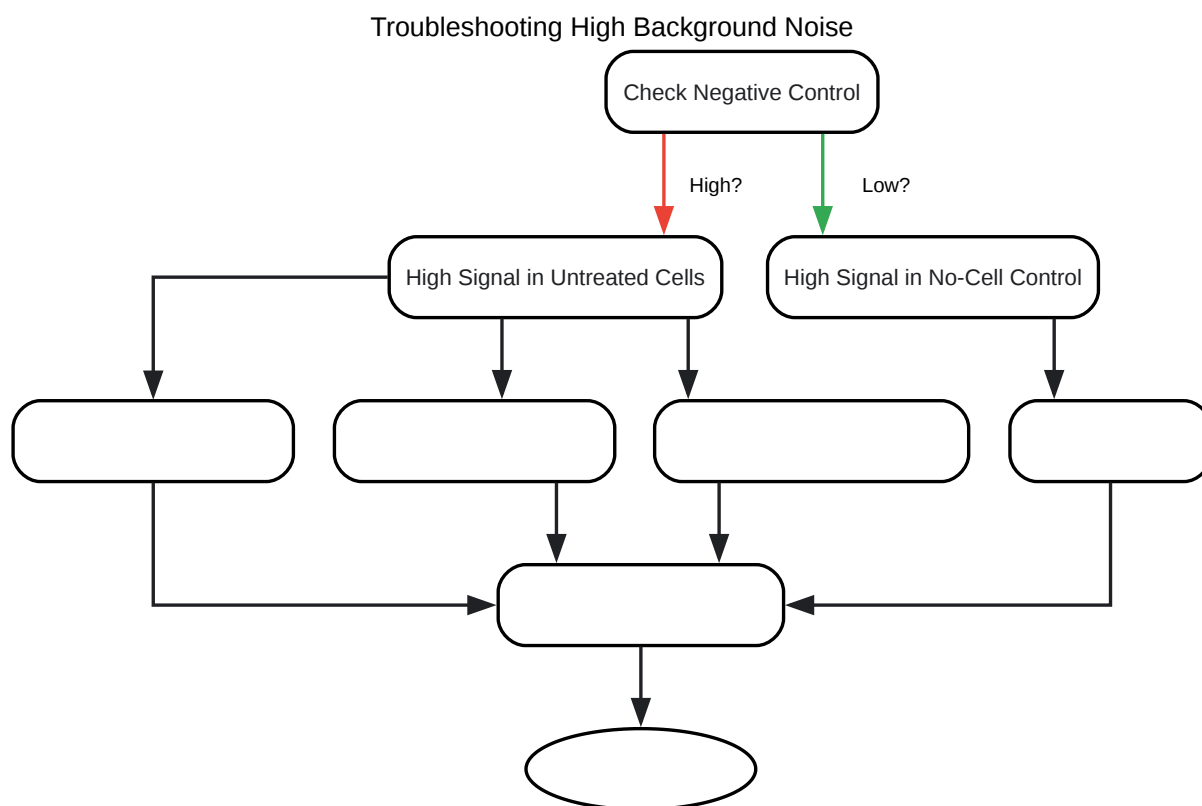 Troubleshooting High Background Noise
Check Negative Control
High?
Low?
High Signal in Untreated Cells
High Signal in No-Cell Control